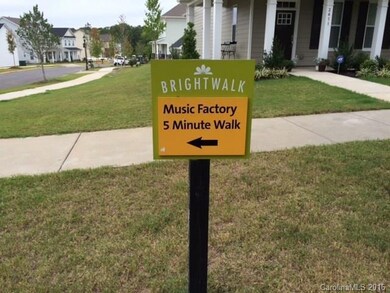 BRIGHTWALK
Music Factory
5 Minute Walk
CarolinaMLS 2015